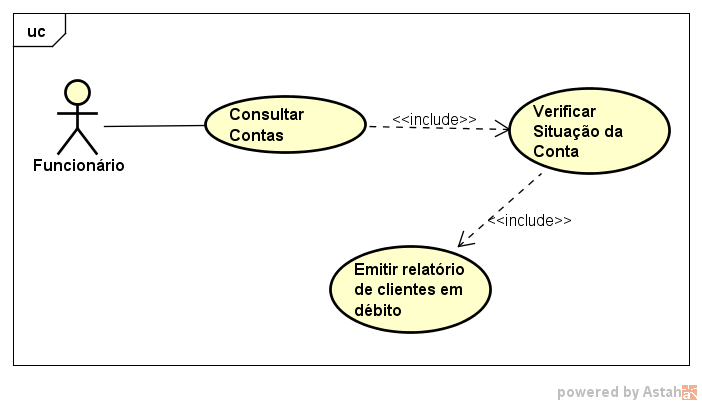 uc
Consultar
Contas
<<include>>
Verificar
Situação da
Conta
Funcionário
<<include>>
Emitir relatório
de clientes em
débito
powered by Astah